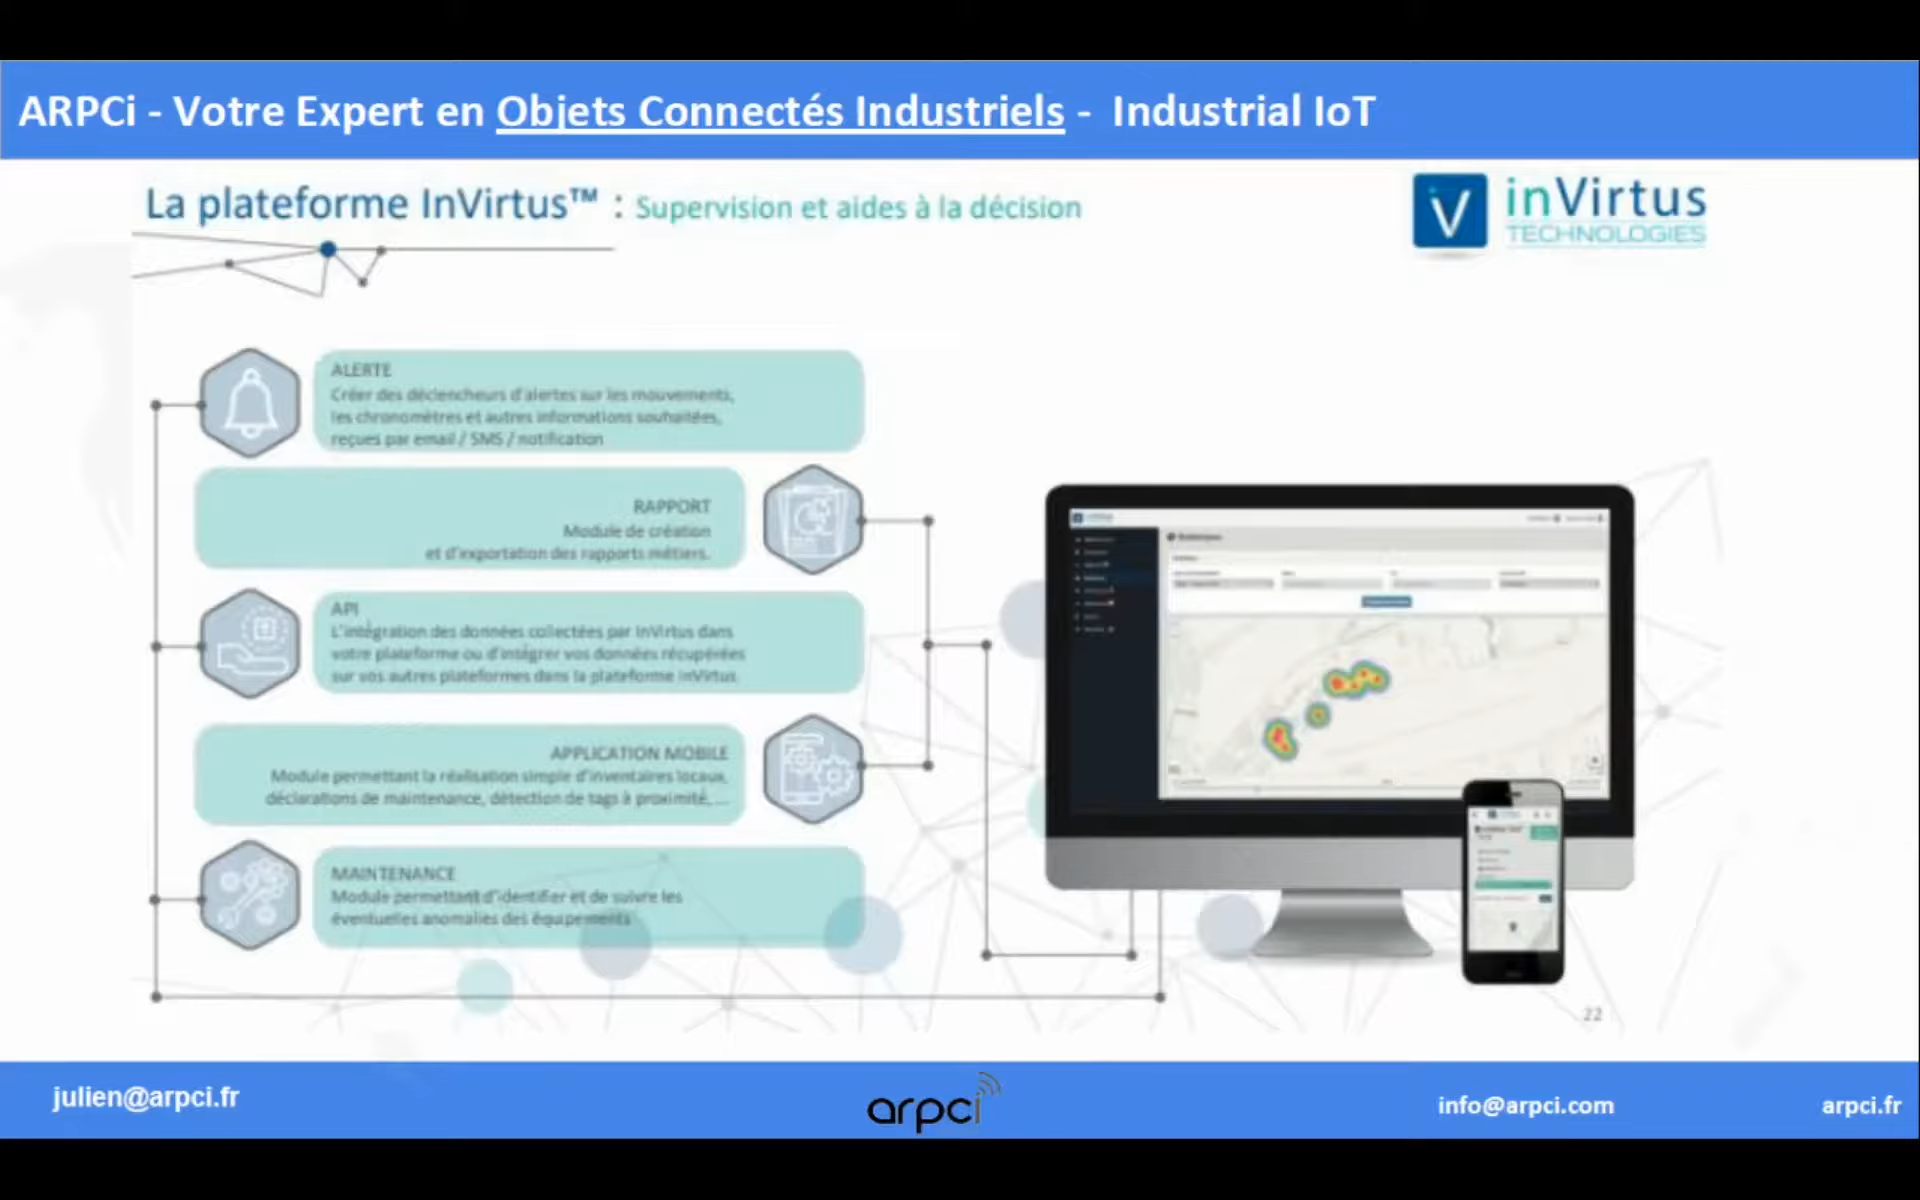 ARPCi - Votre Expert en Objets Connectés Industriels - Industrial IoT
La plateforme InVirtus™ : Supervision et aides à la décision
inVirtus
TECHNOLOGIES
ALERTE
Créer des déclencheurs d'alertes sur les mouvements,
les chronomètres et autres informations souhaitées,
reçues par email / SMS / notification
RAPPORT
Module de création
et d'exportation des rapports métiers.
API
L'intégration des données collectées par InVirtus dans
votre plateforme ou d'intégrer vos données récupérées
sur vos autres plateformes dans la plateforme inVirtus
APPLICATION MOBILE
Module permettant la réalisation simple d'inventaires locaux,
déclarations de maintenance, détection de tags à proximité, ...
MAINTENANCE
Module permettant d'identifier et de suivre les
éventuelles anomalies des équipements
22
julien@arpci.fr
arpci
info@arpci.com
arpci.fr